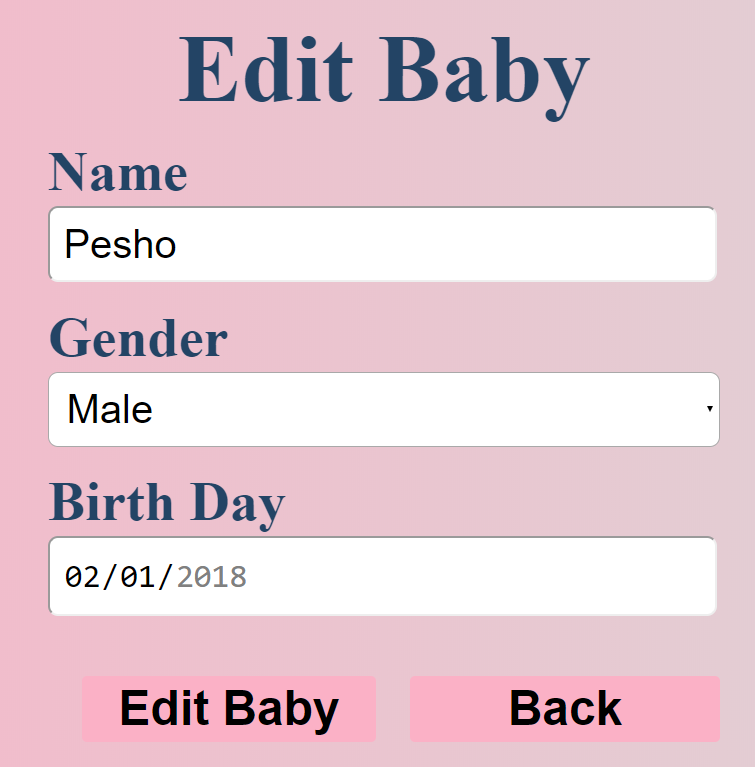 Edit Baby
Name
Pesho
Gender
Male
Birth Day
02/01/2018
Edit Baby Back